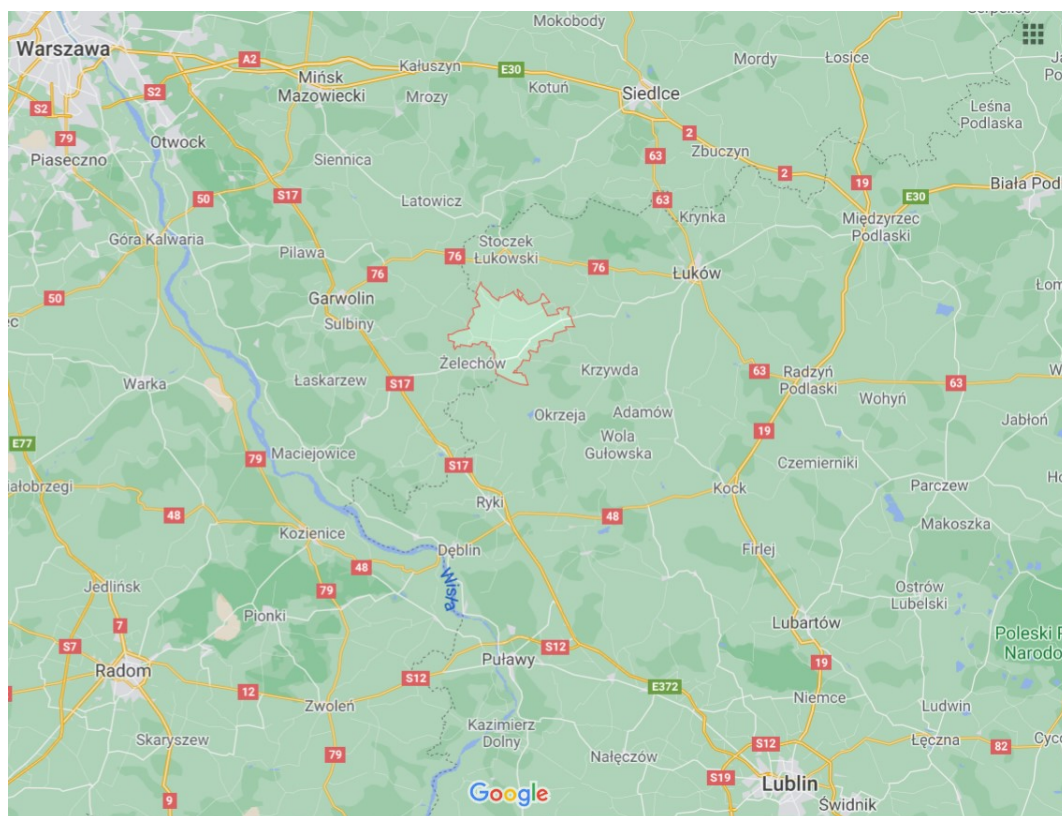 Mokobody
Warszawa
A2
Mińsk
Mazowiecki
Kałuszyn
E30
Mordy
Łosice
S2
S2
Mrozy
Kotuń
Siedlce
Leśna
Podlaska
79
Otwock
2
Zbuczyn
Piaseczno
Siennica
63
2
50
S17
Latowicz
63
19
E30
Biała Pod
Krynka
Międzyrzec
Podlaski
Góra Kalwaria
Pilawa
Stoczek
Łukowski
76
76
76
Łuków
50
Garwolin
Sulbiny
Żelechów
Krzywda
63
Radzyń
Podlaski
63
Warka
Łaskarzew
S17
Wohyń
Okrzeja
Adamów
Jabłoń
Wola
Gułowska
19
E77
79
Maciejowice
S17
Czemierniki
Ryki
Kock
Parczew
48
48
Makoszka
Kozienice
Dęblin
Firlej
48
Wisła
Jedlińsk
79
Ostrów
Lubelski
Pionki
7
Lubartów
Poleski P
Narodo
S7
S12
Radom
Puławy
19
S12
12
E372
Zwoleń
Niemce
Ludwin
Kazimierz
Dolny
Skaryszew
79
Nałęczów
S12
Łęczna
82
Cyc
S19
Lublin
9
Google
Świdnik